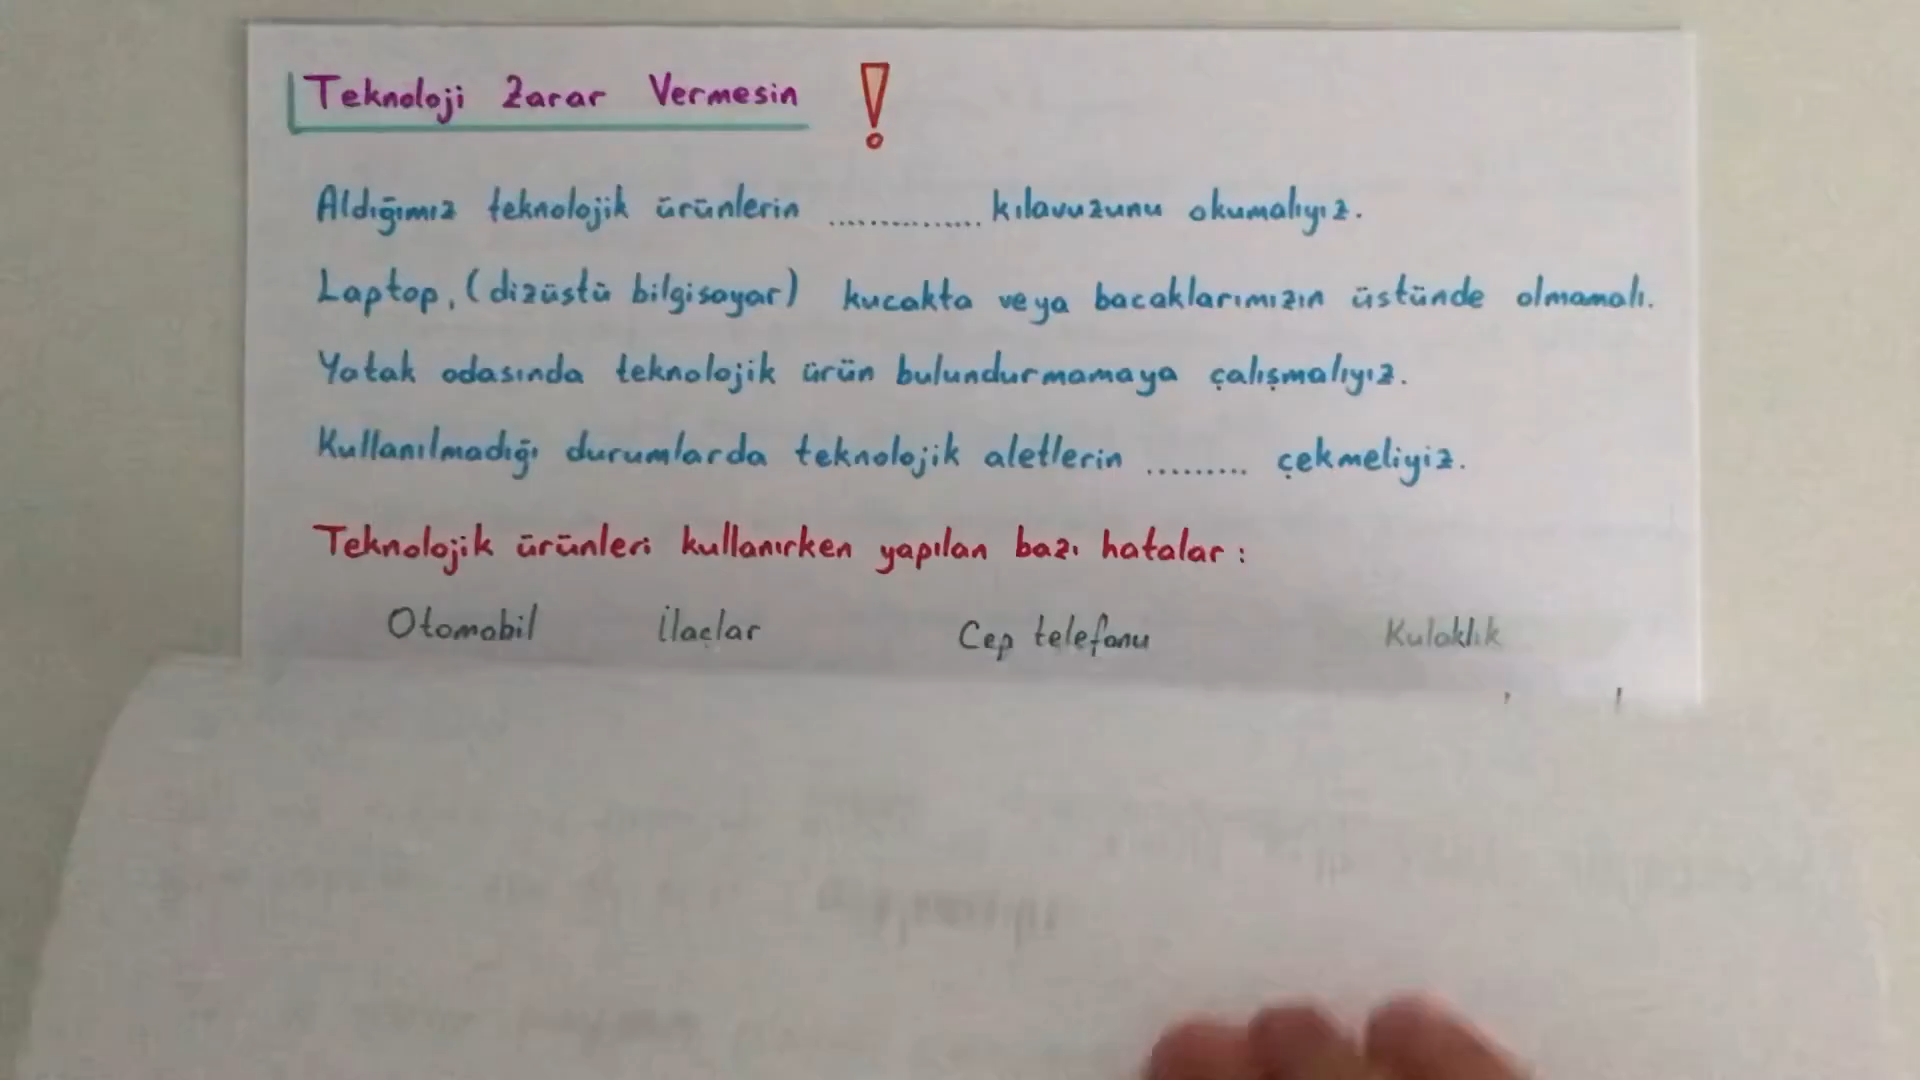 Teknoloji Zarar Vermesin !
Aldığımız teknolojik ürünlerin .............. kılavuzunu okumalıyız.
Laptop, (dizüstü bilgisayar) kucakta veya bacaklarımızın üstünde olmamalı.
Yatak odasında teknolojik ürün bulundurmamaya çalışmalıyız.
Kullanılmadığı durumlarda teknolojik aletlerin ......... çekmeliyiz.
Teknolojik ürünleri kullanırken yapılan bazı hatalar :
Otomobil İlaçlar Cep telefonu Kulaklık